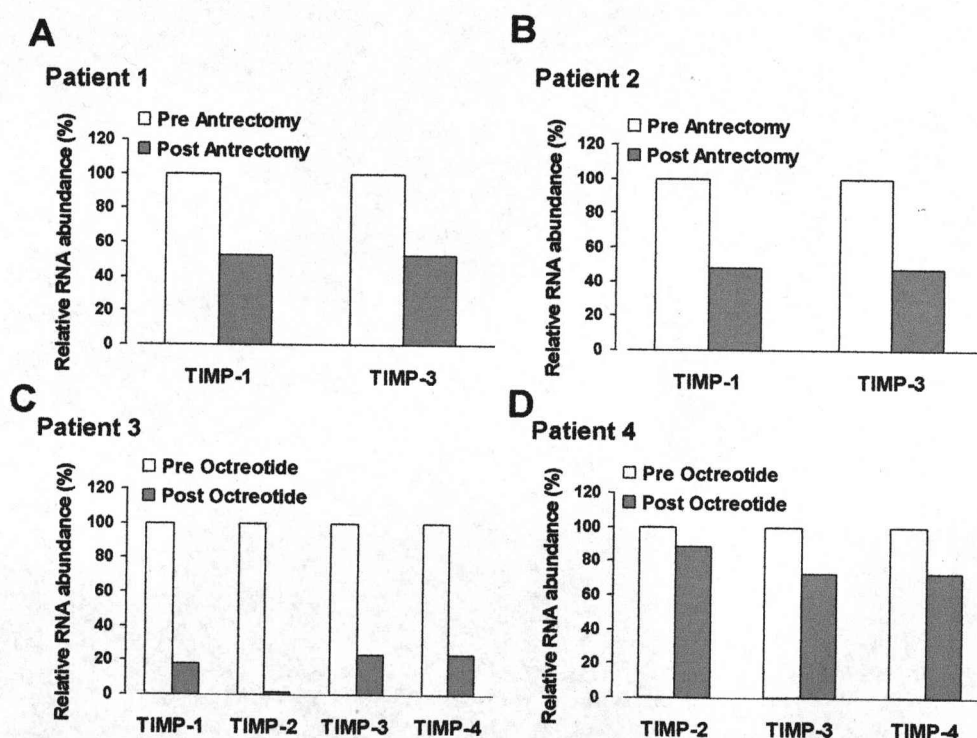 A
Patient 1
Pre Antrectomy
Post Antrectomy
Relative RNA abundance (%)
120
100
80
60
40
20
0
TIMP-1 TIMP-3
B
Patient 2
Pre Antrectomy
Post Antrectomy
Relative RNA abundance (%)
120
100
80
60
40
20
0
TIMP-1 TIMP-3
C
Patient 3
Pre Octreotide
Post Octreotide
Relative RNA abundance (%)
120
100
80
60
40
20
0
TIMP-1 TIMP-2 TIMP-3 TIMP-4
D
Patient 4
Pre Octreotide
Post Octreotide
Relative RNA abundance (%)
120
100
80
60
40
20
0
TIMP-2 TIMP-3 TIMP-4